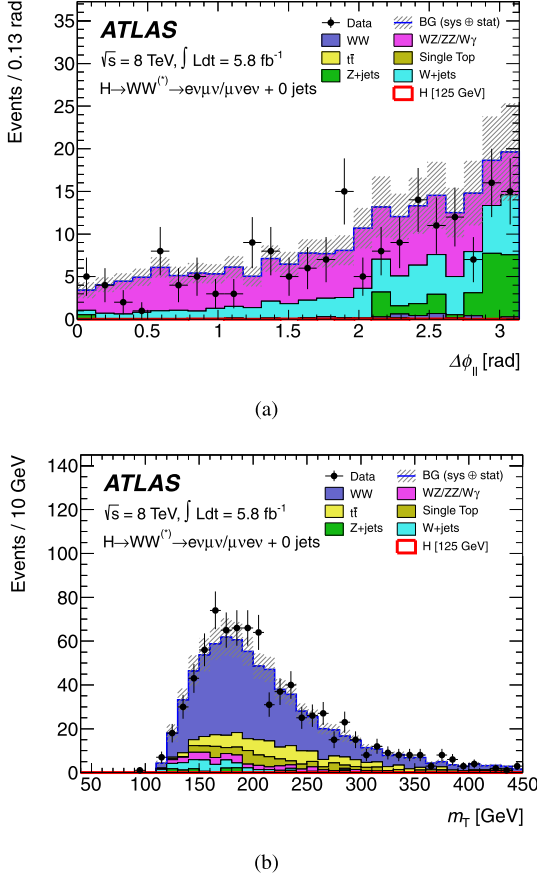 Events / 0.13 rad
35
30
25
20
15
10
5
0
ATLAS
√s = 8 TeV, ∫ Ldt = 5.8 fb⁻¹
H→WW⁽*⁾→eνμν/μνeν + 0 jets
Data
WW
tt̄
Z+jets
BG (sys ⊕ stat)
WZ/ZZ/Wγ
Single Top
W+jets
H [125 GeV]
0 0.5 1 1.5 2 2.5 3
Δϕ|| [rad]
(a)
Events / 10 GeV
140
120
100
80
60
40
20
0
ATLAS
√s = 8 TeV, ∫ Ldt = 5.8 fb⁻¹
H→WW⁽*⁾→eνμν/μνeν + 0 jets
Data
WW
tt̄
Z+jets
BG (sys ⊕ stat)
WZ/ZZ/Wγ
Single Top
W+jets
H [125 GeV]
50 100 150 200 250 300 350 400 450
mT [GeV]
(b)